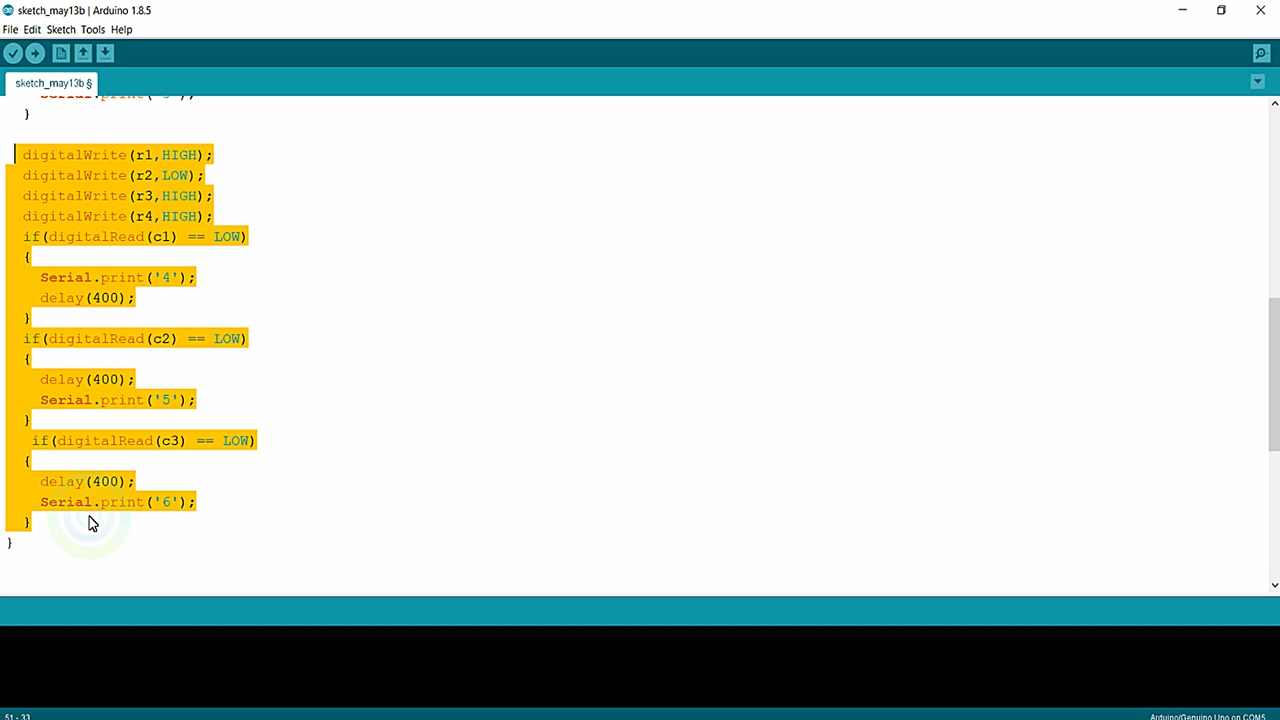 sketch_may13b | Arduino 1.8.5
File Edit Sketch Tools Help
sketch_may13b §
}
digitalWrite(r1,HIGH);
digitalWrite(r2,LOW);
digitalWrite(r3,HIGH);
digitalWrite(r4,HIGH);
if(digitalRead(c1) == LOW)
{
Serial.print('4');
delay(400);
}
if(digitalRead(c2) == LOW)
{
delay(400);
Serial.print('5');
}
if(digitalRead(c3) == LOW)
{
delay(400);
Serial.print('6');
}
}
51 - 33
Arduino/Genuino Uno on COM5